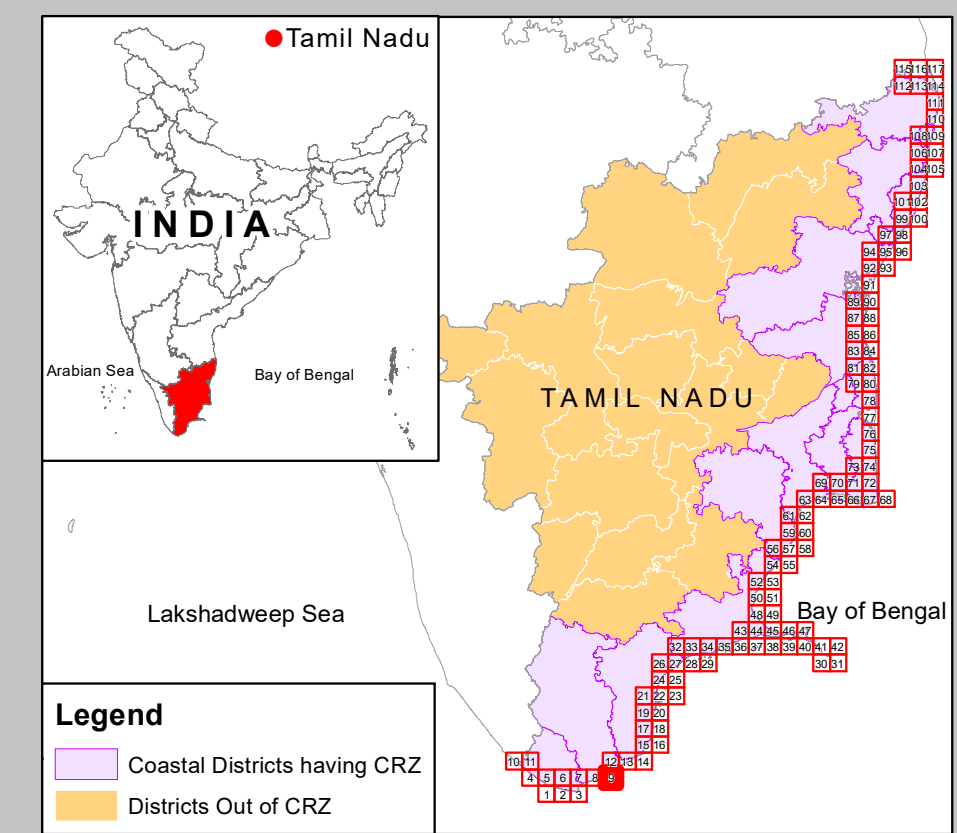 Tamil Nadu
INDIA
Arabian Sea
Bay of Bengal
TAMIL NADU
Lakshadweep Sea
Bay of Bengal
Legend
Coastal Districts having CRZ
Districts Out of CRZ
115 116 117
112 113 114
111
110
108 109
106 107
104 105
103
101 102
99 100
97 98
94 95 96
92 93
91
89 90
87 88
85 86
83 84
81 82
79 80
78
77
76
75
73 74
69 70 71 72
63 64 65 66 67 68
61 62
59 60
56 57 58
54 55
52 53
50 51
48 49
43 44 45 46 47
32 33 34 35 36 37 38 39 40 41 42
26 27 28 29 30 31
24 25
21 22 23
19 20
17 18
15 16
10 11 12 13 14
4 5 6 7 8 9
1 2 3